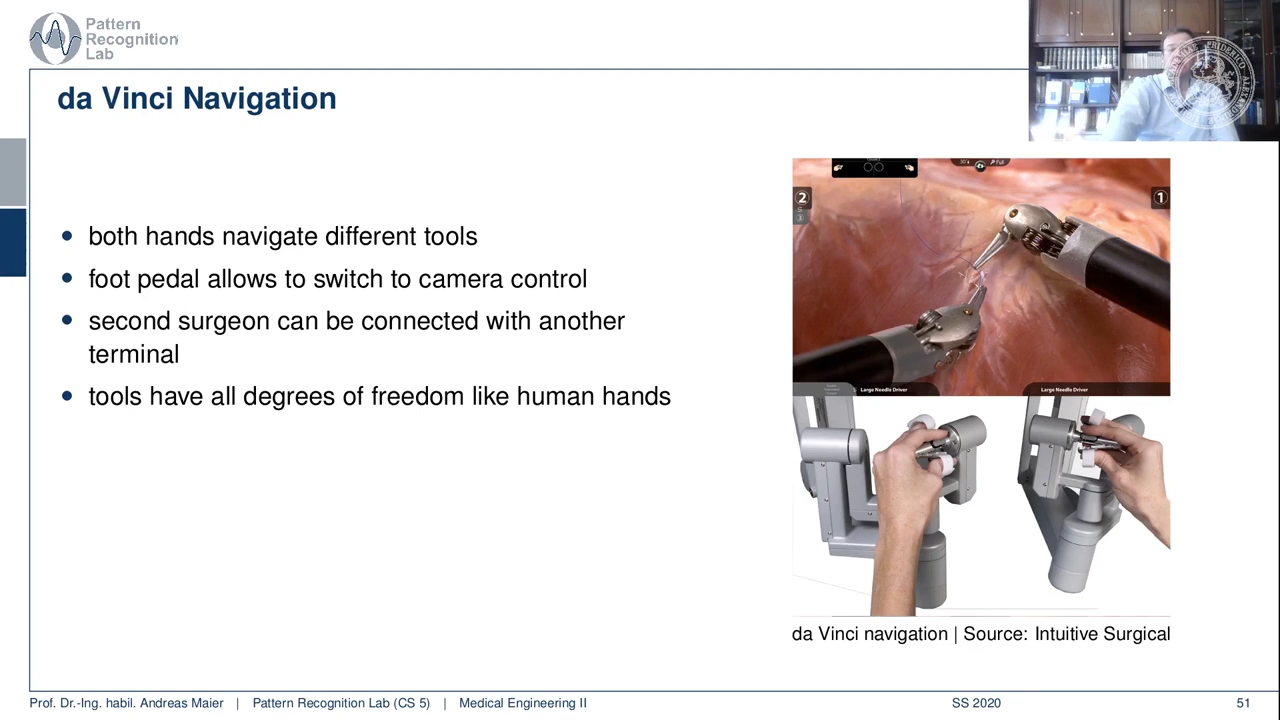 Pattern
Recognition
Lab
da Vinci Navigation
both hands navigate different tools
foot pedal allows to switch to camera control
second surgeon can be connected with another
terminal
tools have all degrees of freedom like human hands
30°
Full
2
1
3
Large Needle Driver
Large Needle Driver
da Vinci navigation | Source: Intuitive Surgical
Prof. Dr.-Ing. habil. Andreas Maier | Pattern Recognition Lab (CS 5) | Medical Engineering II
SS 2020
51